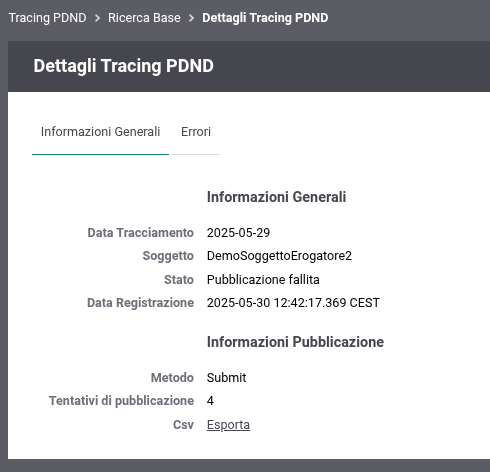 Tracing PDND > Ricerca Base > Dettagli Tracing PDND
Dettagli Tracing PDND
Informazioni Generali Errori
Informazioni Generali
Data Tracciamento 2025-05-29
Soggetto DemoSoggettoErogatore2
Stato Pubblicazione fallita
Data Registrazione 2025-05-30 12:42:17.369 CEST
Informazioni Pubblicazione
Metodo Submit
Tentativi di pubblicazione 4
Csv Esporta